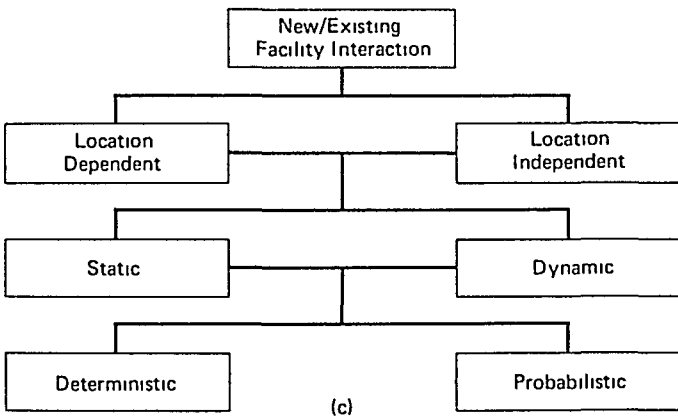 New/Existing
Facility Interaction
Location
Dependent
Location
Independent
Static
Dynamic
Deterministic
Probabilistic
(c)